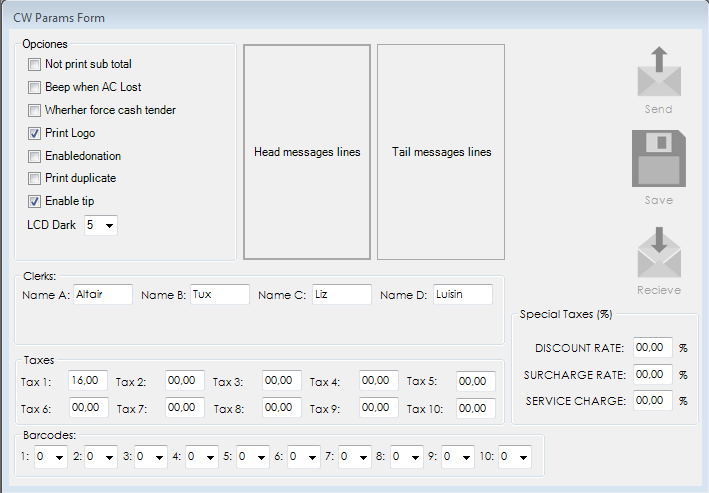 CW Params Form
Opciones
Not print sub total
Beep when AC Lost
Wherher force cash tender
Print Logo
Enabledonation
Print duplicate
Enable tip
LCD Dark 5
Head messages lines
Tail messages lines
Send
Save
Recieve
Clerks:
Name A: Altair Name B: Tux Name C: Liz Name D: Luisin
Special Taxes (%)
DISCOUNT RATE: 00,00 %
SURCHARGE RATE: 00,00 %
SERVICE CHARGE: 00,00 %
Taxes
Tax 1: 16,00 Tax 2: 00,00 Tax 3: 00,00 Tax 4: 00,00 Tax 5: 00,00
Tax 6: 00,00 Tax 7: 00,00 Tax 8: 00,00 Tax 9: 00,00 Tax 10: 00,00
Barcodes:
1: 0 2: 0 3: 0 4: 0 5: 0 6: 0 7: 0 8: 0 9: 0 10: 0